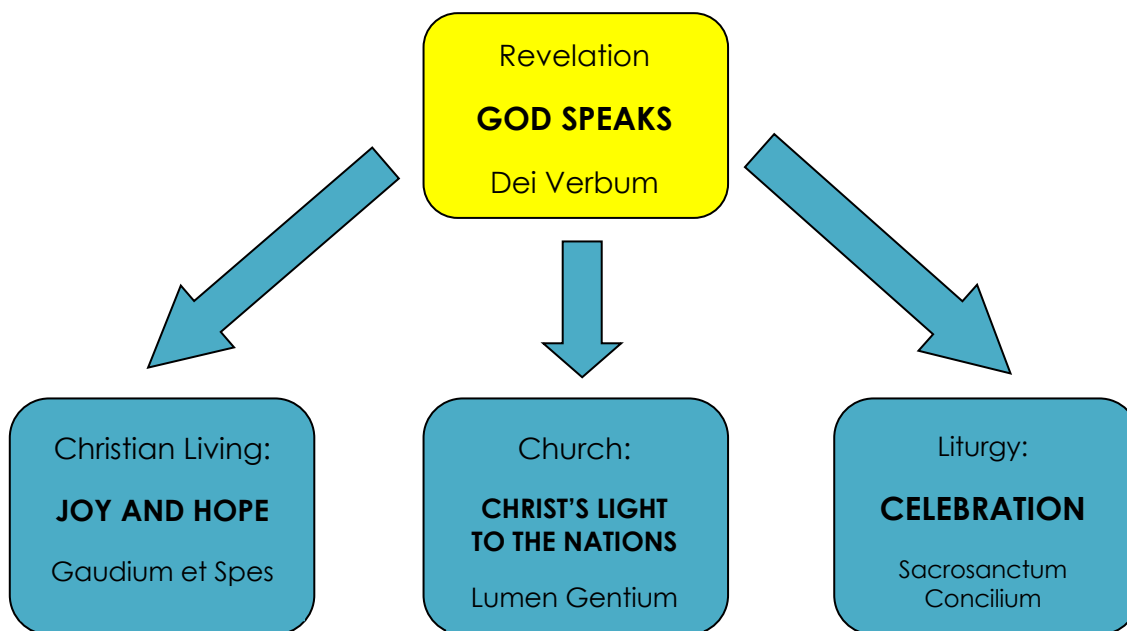 Revelation
GOD SPEAKS
Dei Verbum
Christian Living:
JOY AND HOPE
Gaudium et Spes
Church:
CHRIST’S LIGHT
TO THE NATIONS
Lumen Gentium
Liturgy:
CELEBRATION
Sacrosanctum
Concilium